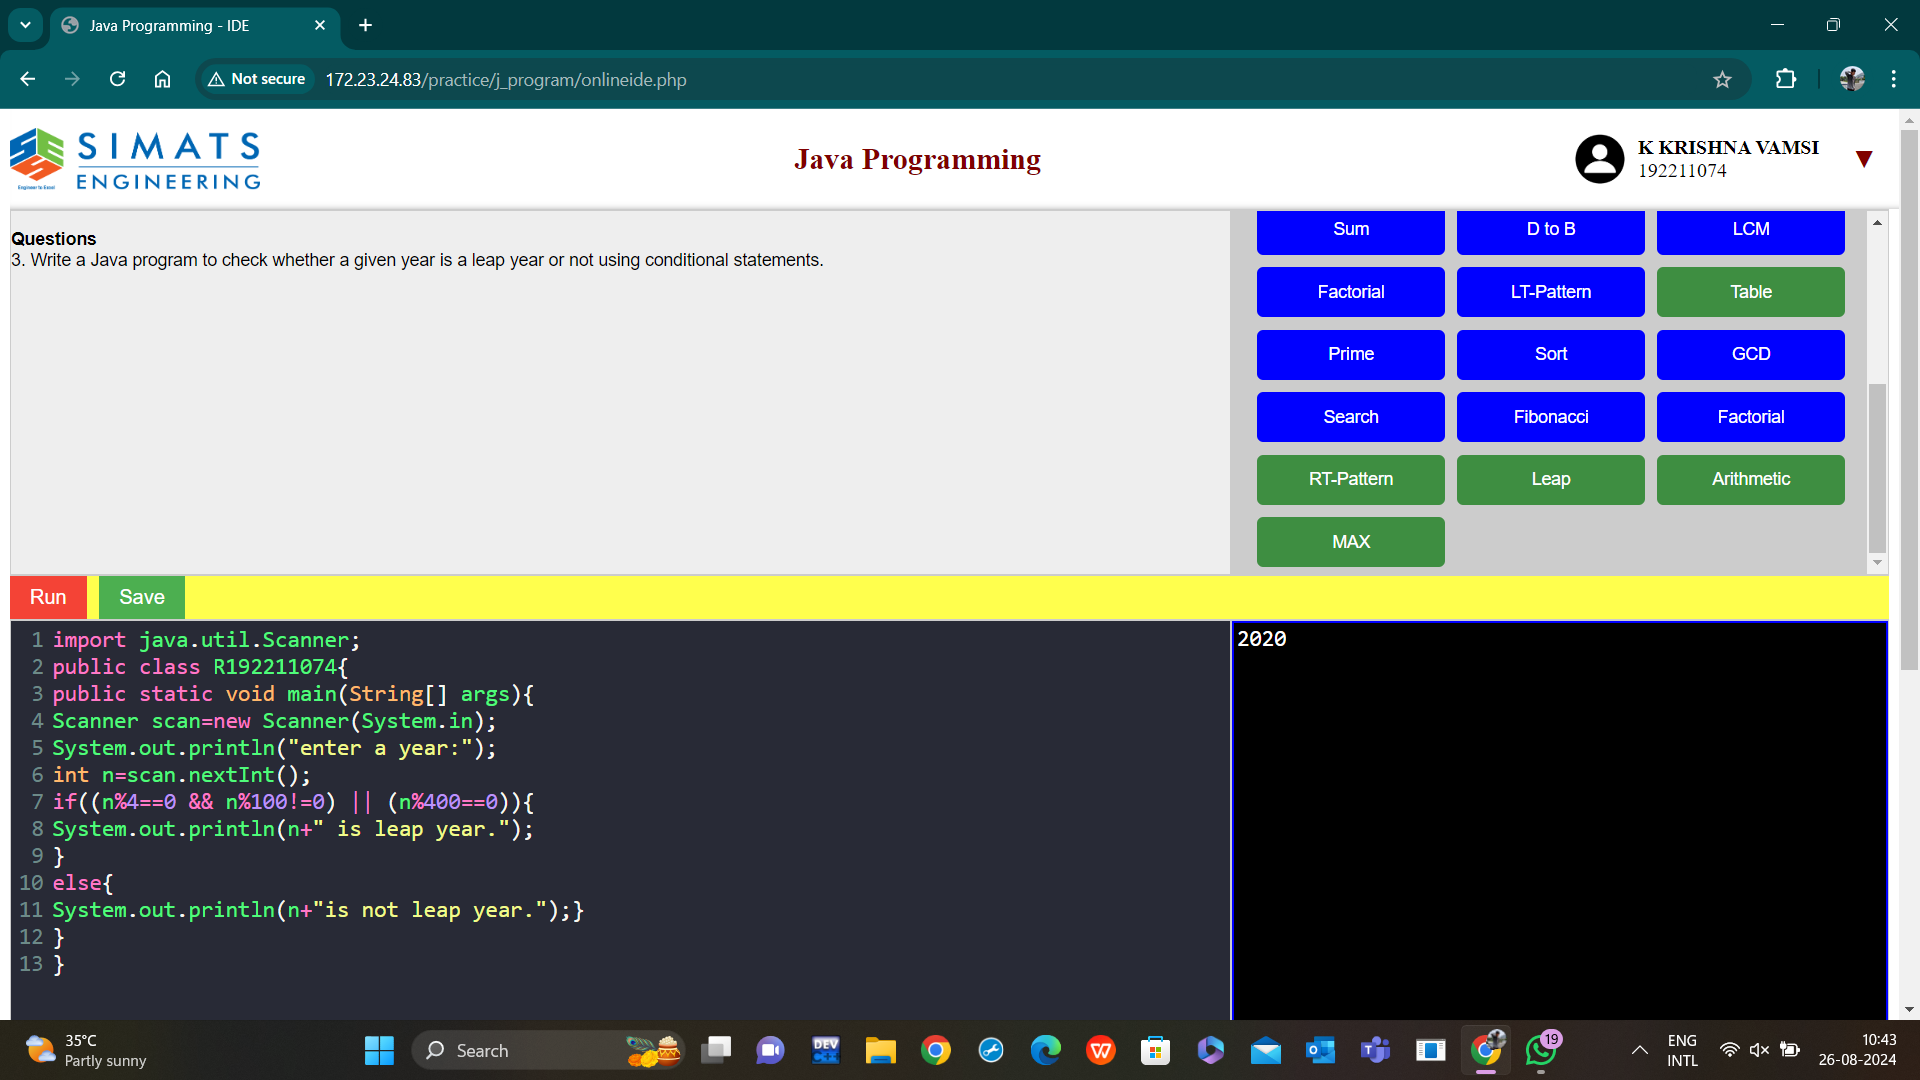 Java Programming - IDE
Not secure
172.23.24.83/practice/j_program/onlineide.php
SIMATS
ENGINEERING
Engineer to Excel
Java Programming
K KRISHNA VAMSI
192211074
Questions
3. Write a Java program to check whether a given year is a leap year or not using conditional statements.
Sum
D to B
LCM
Factorial
LT-Pattern
Table
Prime
Sort
GCD
Search
Fibonacci
Factorial
RT-Pattern
Leap
Arithmetic
MAX
Run
Save
1 import java.util.Scanner;
2 public class R192211074{
3 public static void main(String[] args){
4 Scanner scan=new Scanner(System.in);
5 System.out.println("enter a year:");
6 int n=scan.nextInt();
7 if((n%4==0 && n%100!=0) || (n%400==0)){
8 System.out.println(n+" is leap year.");
9 }
10 else{
11 System.out.println(n+"is not leap year.");}
12 }
13 }
2020
35°C
Partly sunny
Search
DEV
C++
19
ENG
INTL
10:43
26-08-2024